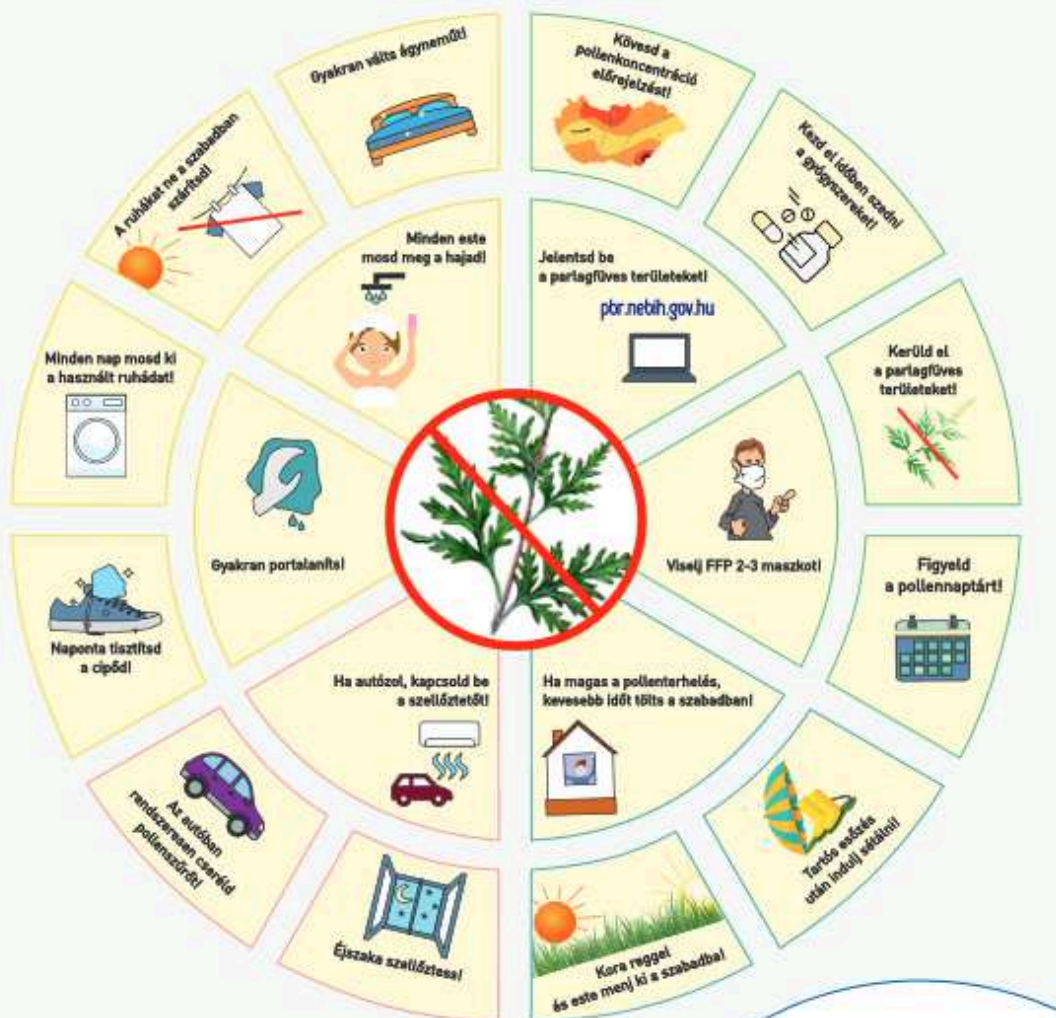 Gyakran válts ágyneműt!
Kövesd a
pollenkoncentráció
előrejelzést!
A ruhákat ne a szabadban
szárítsd!
Kezd el időben szedni
a gyógyszereket!
Minden este
mosd meg a hajad!
Jelentsd be
a parlagfüves területeket!
pbr.nebih.gov.hu
Minden nap mosd ki
a használt ruhádat!
Kerüld el
a parlagfüves
területeket!
Gyakran portalaníts!
Viselj FFP 2-3 maszkot!
Figyeld
a pollennaptárt!
Naponta tisztítsd
a cipőd!
Ha autózol, kapcsold be
a szellőztetőt!
Ha magas a pollenterhelés,
kevesebb időt tölts a szabadban!
Az autóban
rendszeresen cseréld
pollenszűrőt!
Tartós esőzés
után indulj sétálni!
Éjszaka szellőztess!
Kora reggel
és este menj ki a szabadba!